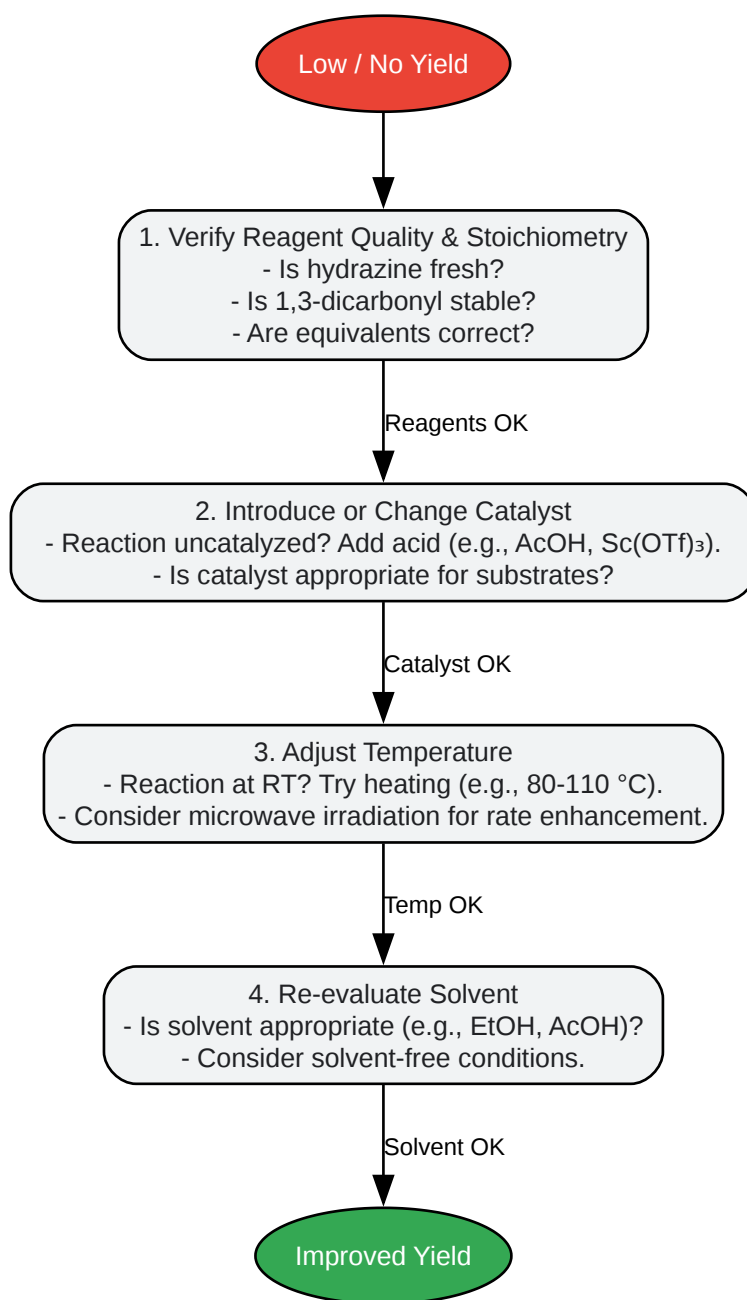 Low / No Yield
1. Verify Reagent Quality & Stoichiometry
- Is hydrazine fresh?
- Is 1,3-dicarbonyl stable?
- Are equivalents correct?
Reagents OK
2. Introduce or Change Catalyst
- Reaction uncatalyzed? Add acid (e.g., AcOH, Sc(OTf)₃).
- Is catalyst appropriate for substrates?
Catalyst OK
3. Adjust Temperature
- Reaction at RT? Try heating (e.g., 80-110 °C).
- Consider microwave irradiation for rate enhancement.
Temp OK
4. Re-evaluate Solvent
- Is solvent appropriate (e.g., EtOH, AcOH)?
- Consider solvent-free conditions.
Solvent OK
Improved Yield